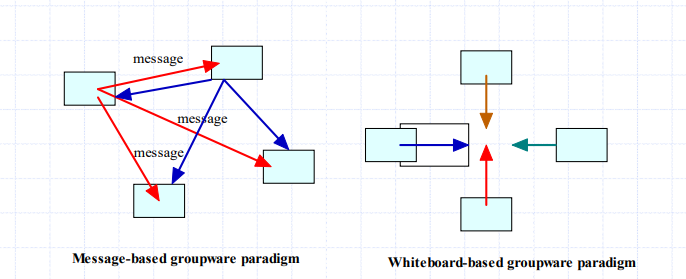 message
message
message
Message-based groupware paradigm
Whiteboard-based groupware paradigm